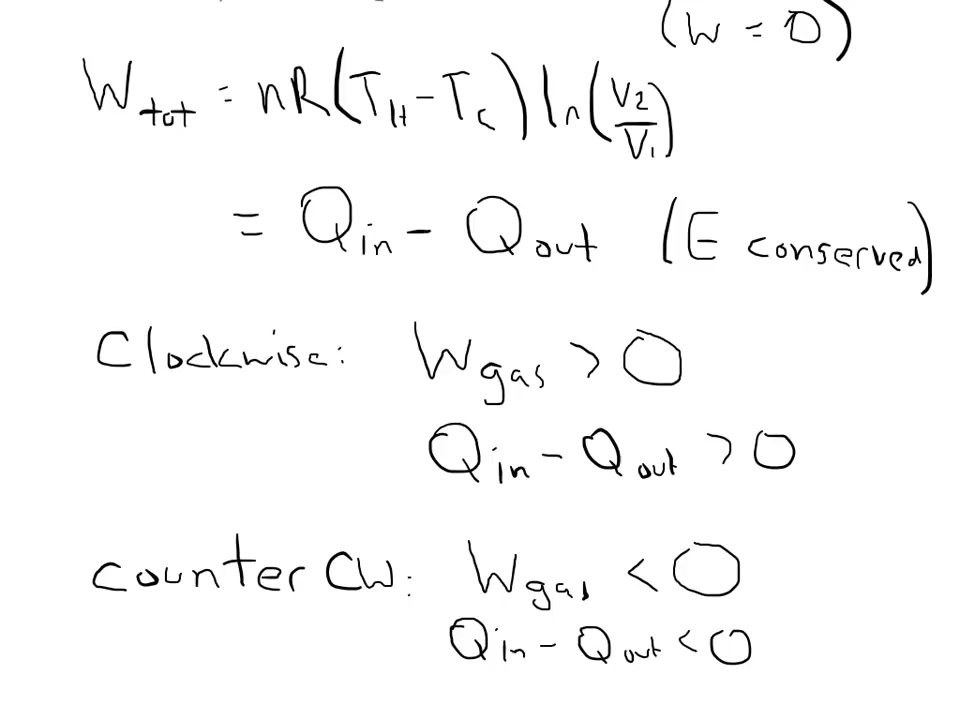 (W = 0)
W_tot = nR(T_H - T_C) ln(V_2/V_1)
= Q_in - Q_out (E conserved)
Clockwise: W_gas > 0
Q_in - Q_out > 0
Counter CW: W_gas < 0
Q_in - Q_out < 0